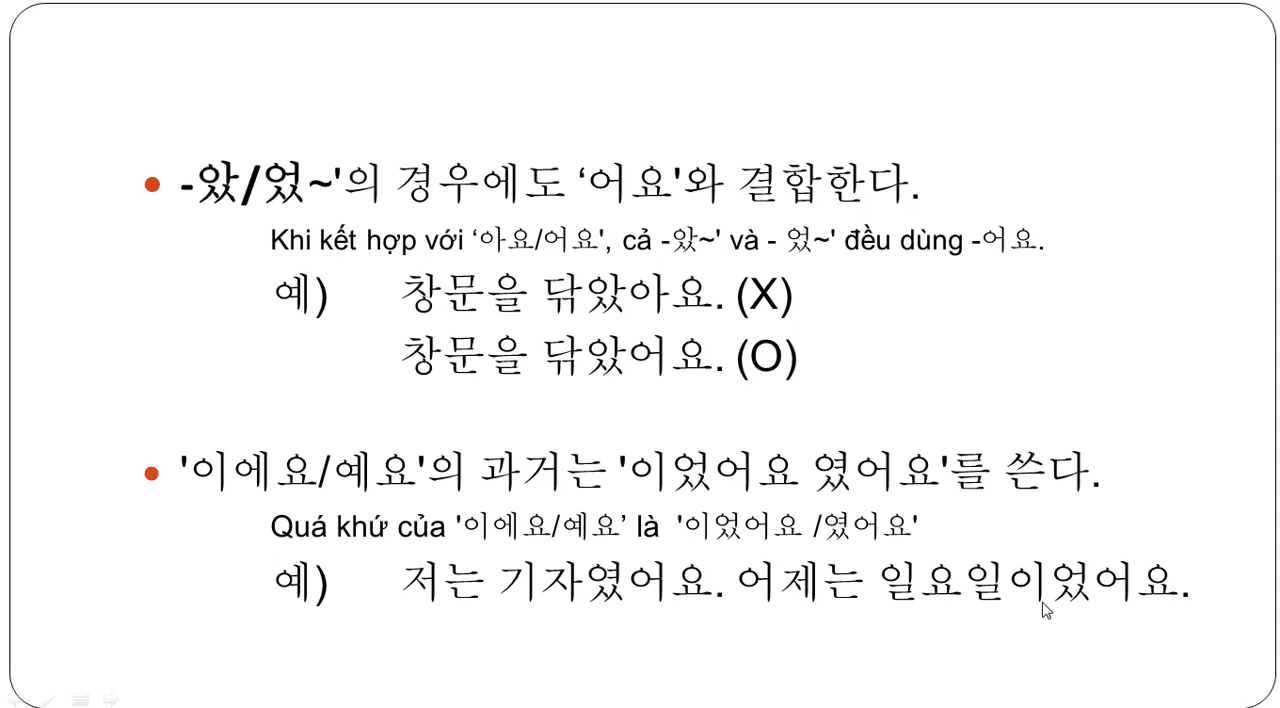 -았/었~'의 경우에도 ‘어요'와 결합한다.
Khi kết hợp với ‘아요/어요', cả -았~' và - 었~' đều dùng -어요.
예) 창문을 닦았아요. (X)
창문을 닦았어요. (O)
'이에요/예요'의 과거는 '이었어요 였어요'를 쓴다.
Quá khứ của '이에요/예요’ là '이었어요 /였어요'
예) 저는 기자였어요. 어제는 일요일이었어요.